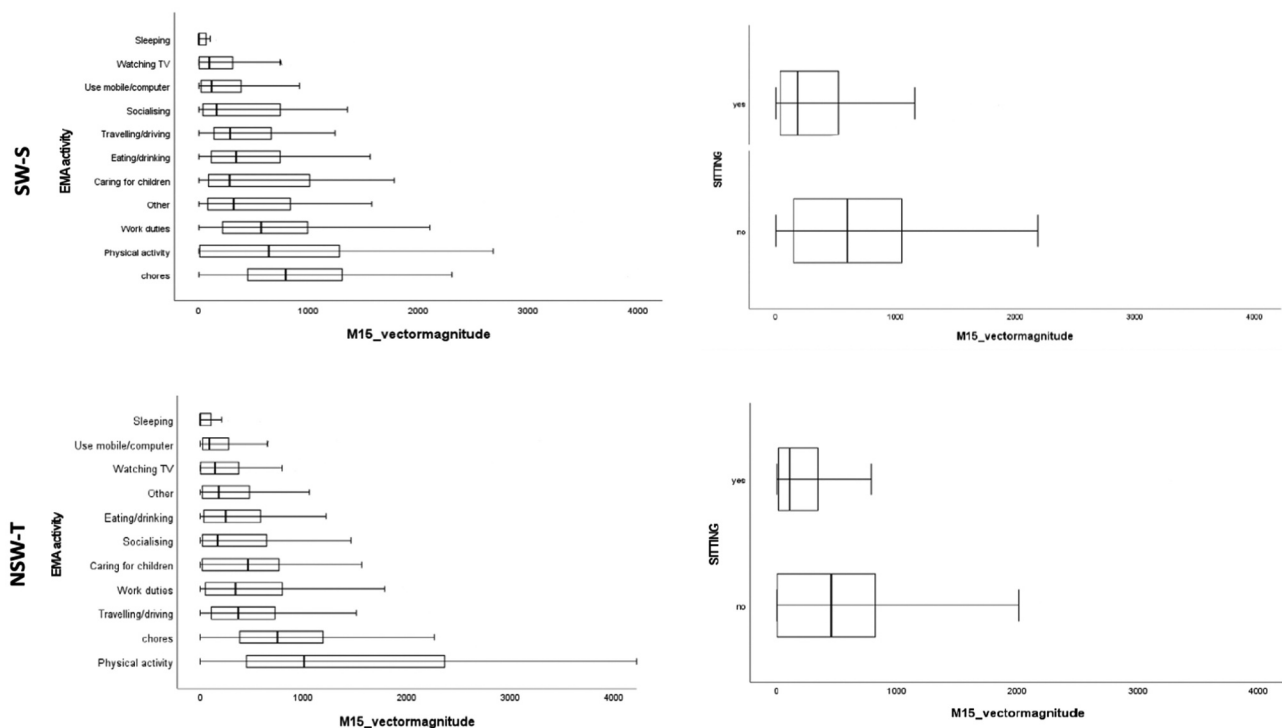 SW-S
EMA activity
Sleeping
Watching TV
Use mobile/computer
Socialising
Travelling/driving
Eating/drinking
Caring for children
Other
Work duties
Physical activity
chores
0 1000 2000 3000 4000
M15_vectormagnitude
SITTING
yes
no
0 1000 2000 3000 4000
M15_vectormagnitude
NSW-T
EMA activity
Sleeping
Use mobile/computer
Watching TV
Other
Eating/drinking
Socialising
Caring for children
Work duties
Travelling/driving
chores
Physical activity
0 1000 2000 3000 4000
M15_vectormagnitude
SITTING
yes
no
0 1000 2000 3000 4000
M15_vectormagnitude